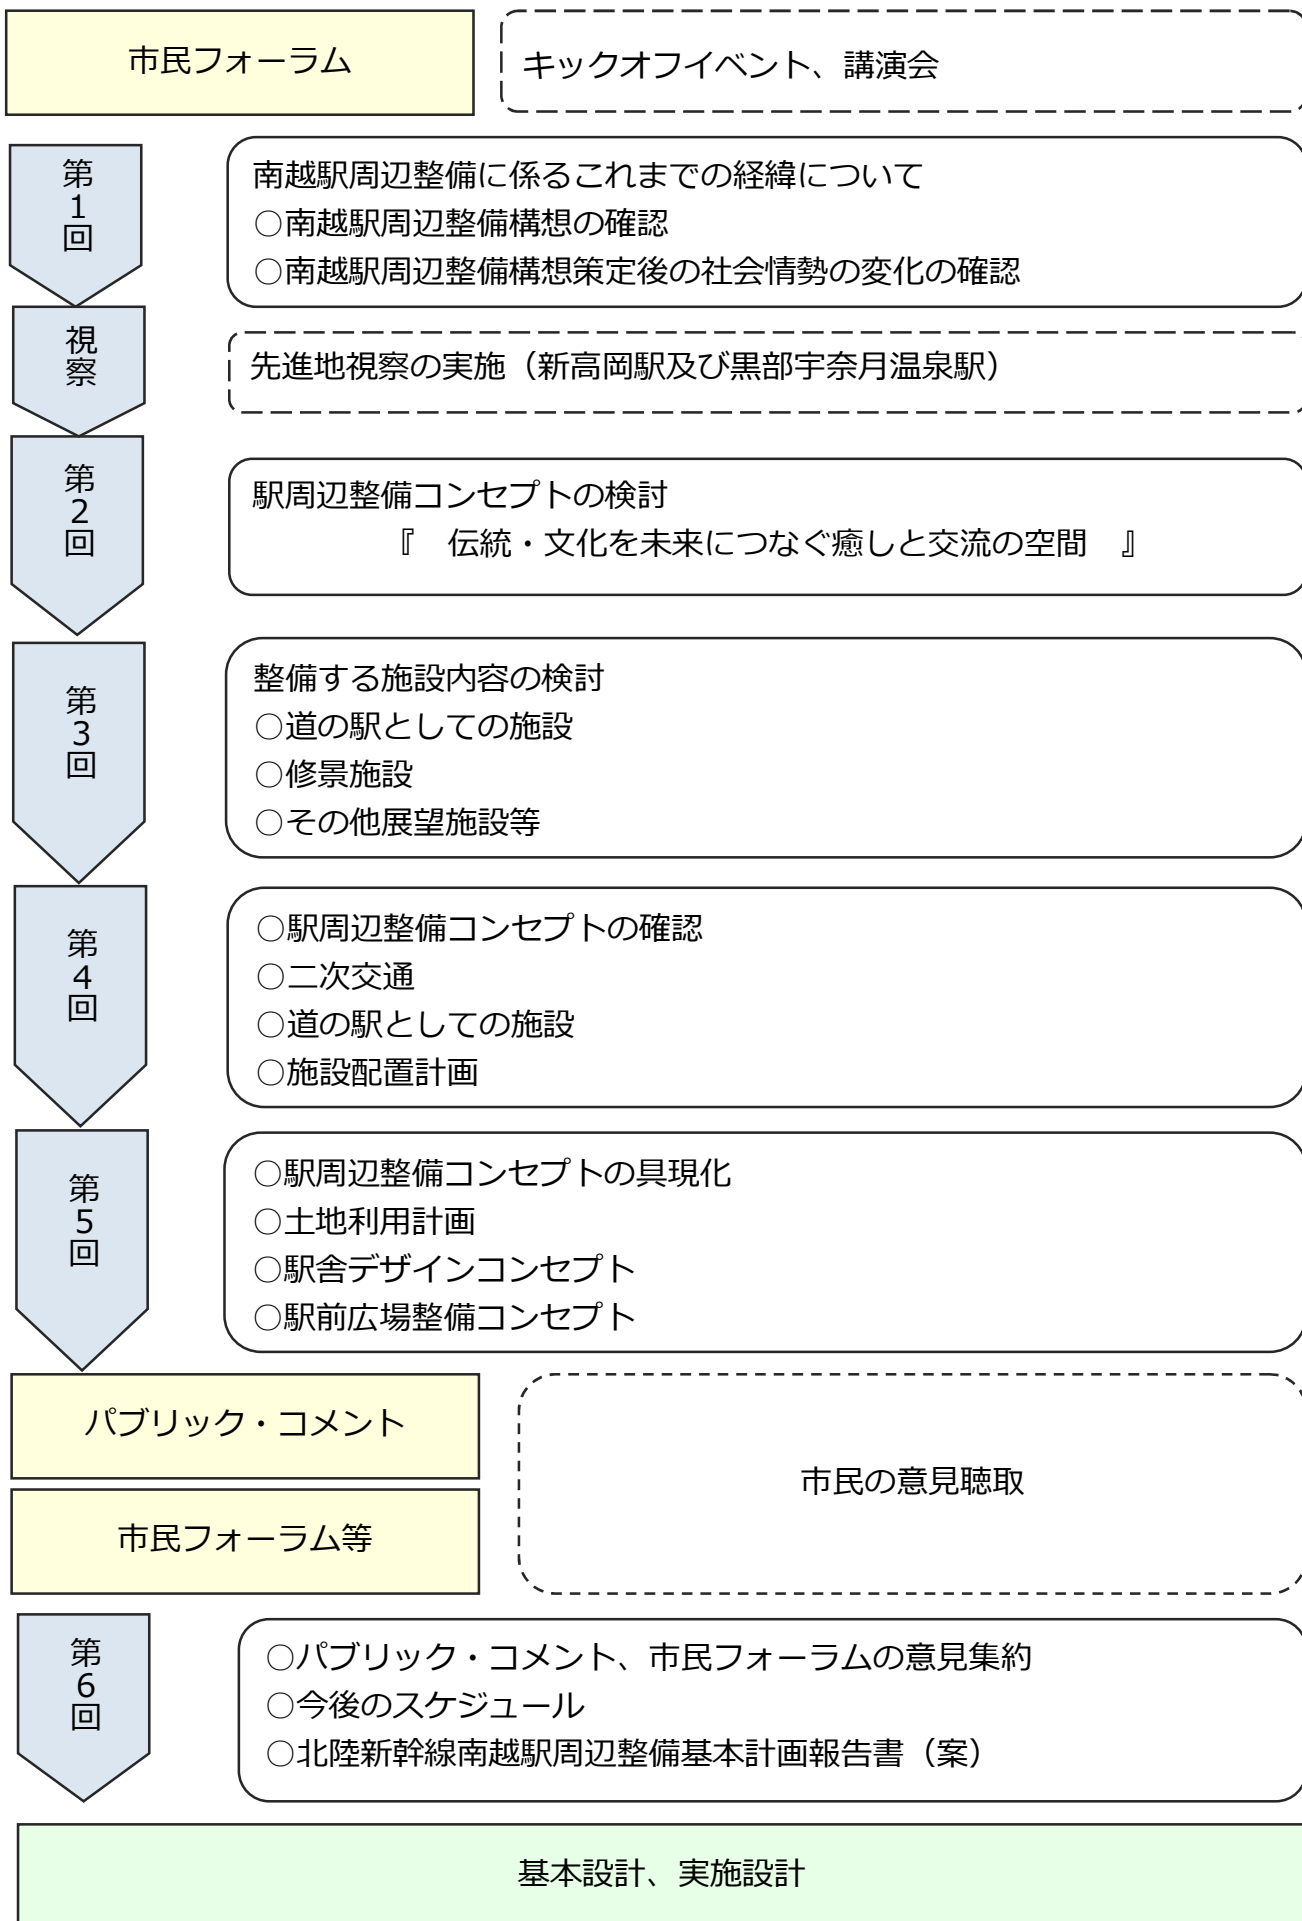 市民フォーラム
キックオフイベント、講演会
第1回
南越駅周辺整備に係るこれまでの経緯について
○南越駅周辺整備構想の確認
○南越駅周辺整備構想策定後の社会情勢の変化の確認
視察
先進地視察の実施（新高岡駅及び黒部宇奈月温泉駅）
第2回
駅周辺整備コンセプトの検討
『　伝統・文化を未来につなぐ癒しと交流の空間　』
第3回
整備する施設内容の検討
○道の駅としての施設
○修景施設
○その他展望施設等
第4回
○駅周辺整備コンセプトの確認
○二次交通
○道の駅としての施設
○施設配置計画
第5回
○駅周辺整備コンセプトの具現化
○土地利用計画
○駅舎デザインコンセプト
○駅前広場整備コンセプト
パブリック・コメント
市民フォーラム等
市民の意見聴取
第6回
○パブリック・コメント、市民フォーラムの意見集約
○今後のスケジュール
○北陸新幹線南越駅周辺整備基本計画報告書（案）
基本設計、実施設計